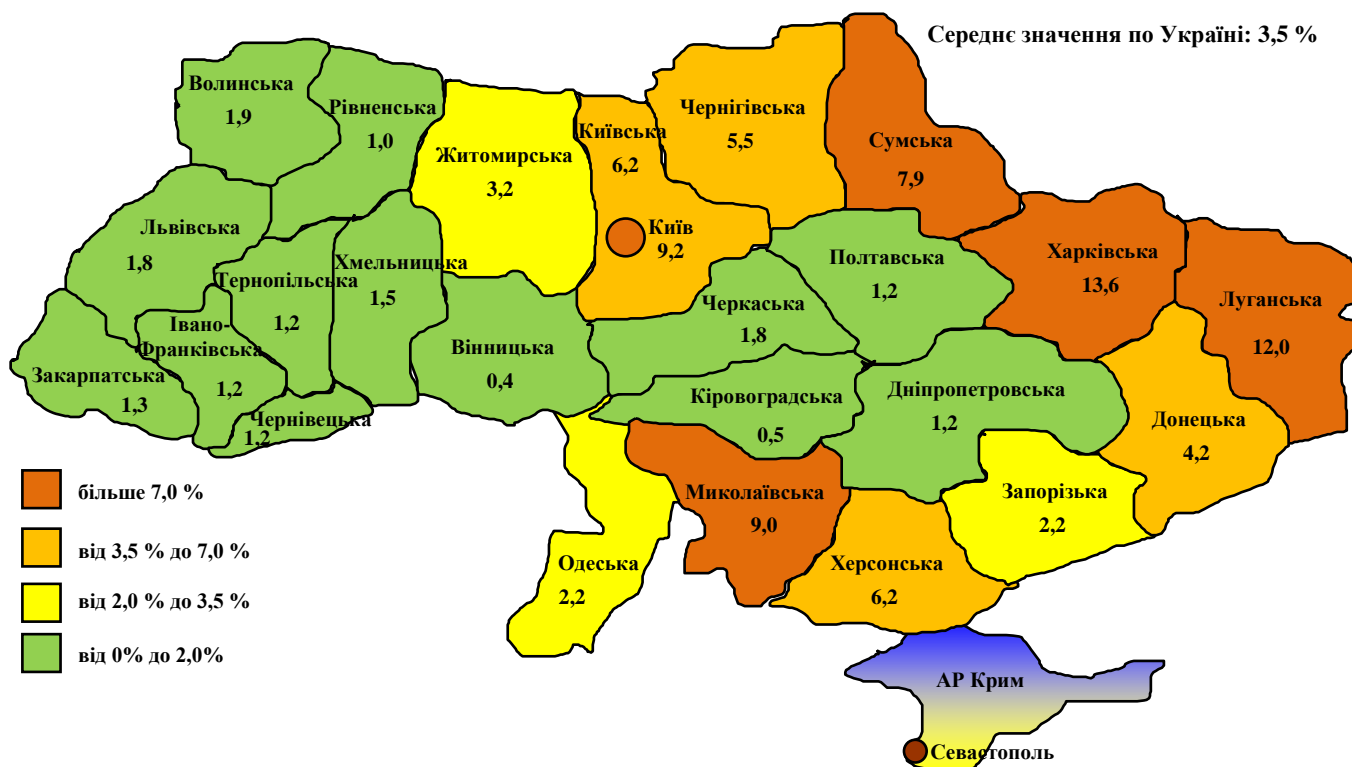 Середнє значення по Україні: 3,5 %
Волинська
1,9
Рівненська
1,0
Житомирська
3,2
Київська
6,2
Чернігівська
5,5
Сумська
7,9
Київ
9,2
Львівська
1,8
Тернопільська
1,2
Хмельницька
1,5
Полтавська
1,2
Харківська
13,6
Луганська
12,0
Черкаська
1,8
Івано-
Франківська
1,2
Вінницька
0,4
Закарпатська
1,3
Чернівецька
1,2
Кіровоградська
0,5
Дніпропетровська
1,2
Донецька
4,2
Миколаївська
9,0
Запорізька
2,2
Одеська
2,2
Херсонська
6,2
АР Крим
Севастополь
більше 7,0 %
від 3,5 % до 7,0 %
від 2,0 % до 3,5 %
від 0% до 2,0%